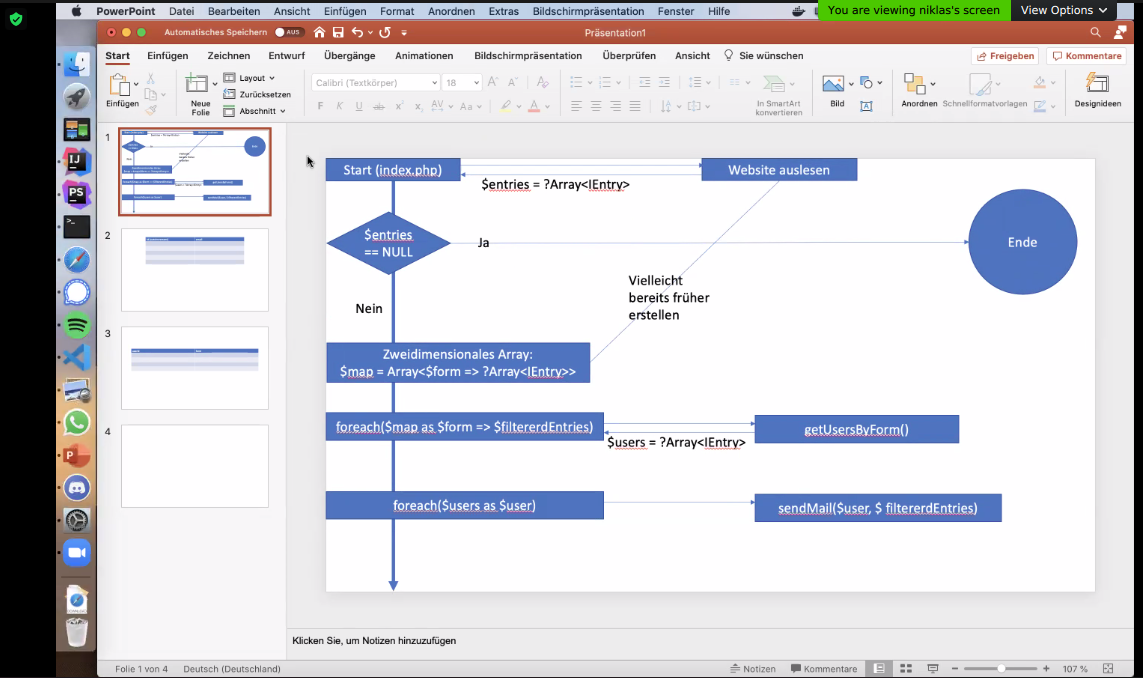 You are viewing niklas's screen
View Options
PowerPoint Datei Bearbeiten Ansicht Einfügen Format Anordnen Extras Bildschirmpräsentation Fenster Hilfe
Automatisches Speichern AUS
Präsentation1
Start Einfügen Zeichnen Entwurf Übergänge Animationen Bildschirmpräsentation Überprüfen Ansicht Sie wünschen
Freigeben Kommentare
Einfügen
Neue
Folie
Layout
Zurücksetzen
Abschnitt
Calibri (Textkörper) 18
F K U ab X X AV Aa
A A A
In SmartArt
konvertieren
Bild
Anordnen Schnellformatvorlagen
Designideen
1
2
3
4
Start (index.php)
Website auslesen
$entries = ?Array<IEntry>
$entries
== NULL
Ja
Ende
Vielleicht
bereits früher
erstellen
Nein
Zweidimensionales Array:
$map = Array<$form => ?Array<IEntry>>
foreach($map as $form => $filtererdEntries)
getUsersByForm()
$users = ?Array<IEntry>
foreach($users as $user)
sendMail($user, $ filtererdEntries)
Klicken Sie, um Notizen hinzuzufügen
Folie 1 von 4 Deutsch (Deutschland)
Notizen Kommentare
107 %